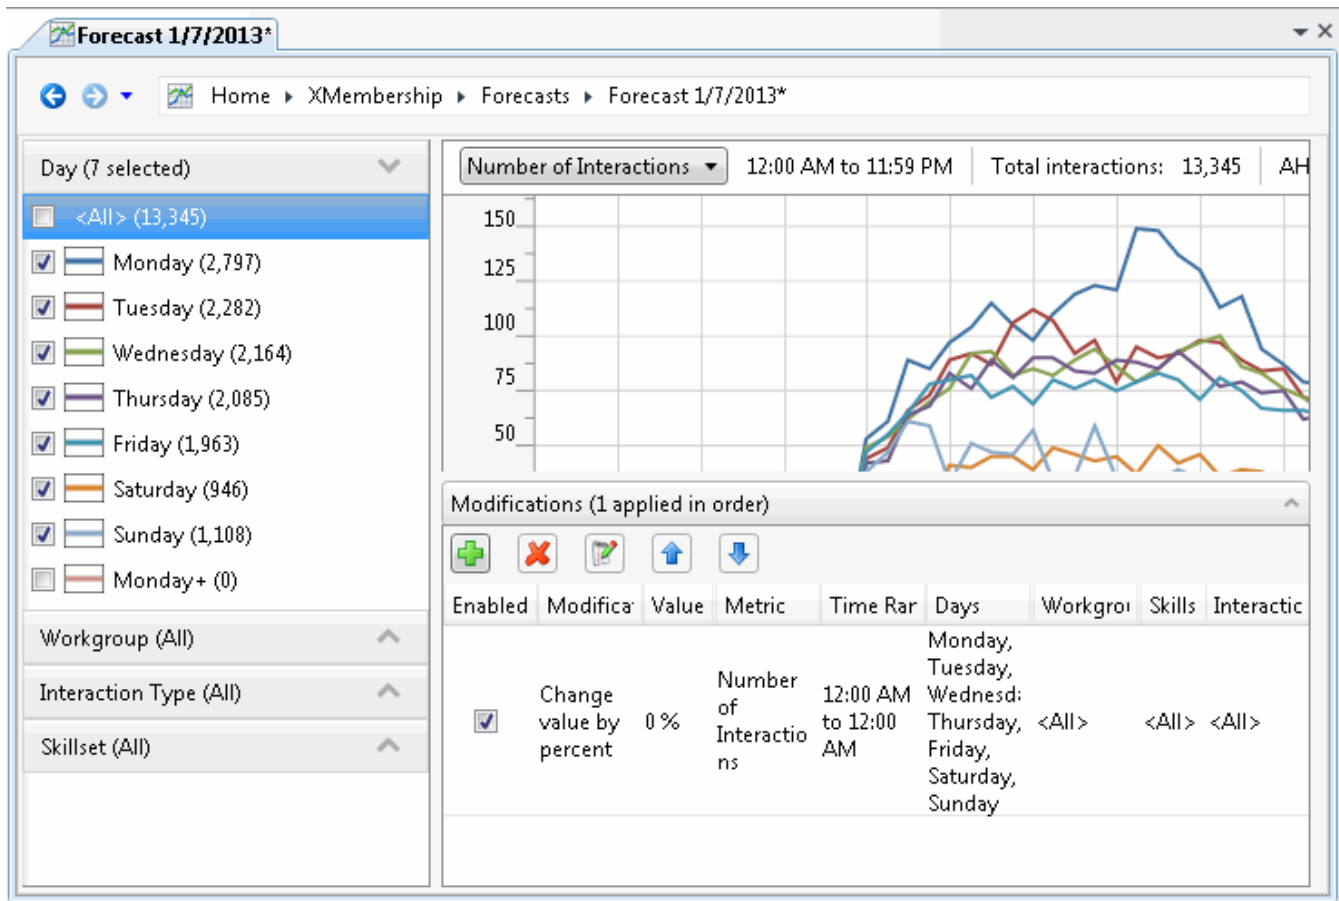 Forecast 1/7/2013*
Home XMembership Forecasts Forecast 1/7/2013*
Day (7 selected)
<All> (13,345)
Monday (2,797)
Tuesday (2,282)
Wednesday (2,164)
Thursday (2,085)
Friday (1,963)
Saturday (946)
Sunday (1,108)
Monday+ (0)
Workgroup (All)
Interaction Type (All)
Skillset (All)
Number of Interactions 12:00 AM to 11:59 PM Total interactions: 13,345 AH
150
125
100
75
50
Modifications (1 applied in order)
Enabled Modifica Value Metric Time Rar Days Workgro Skills Interactic
Change
value by
percent
0 %
Number
of
Interactio
ns
12:00 AM
to 12:00
AM
Monday,
Tuesday,
Wednesd
Thursday,
Friday,
Saturday,
Sunday
<All> <All> <All>